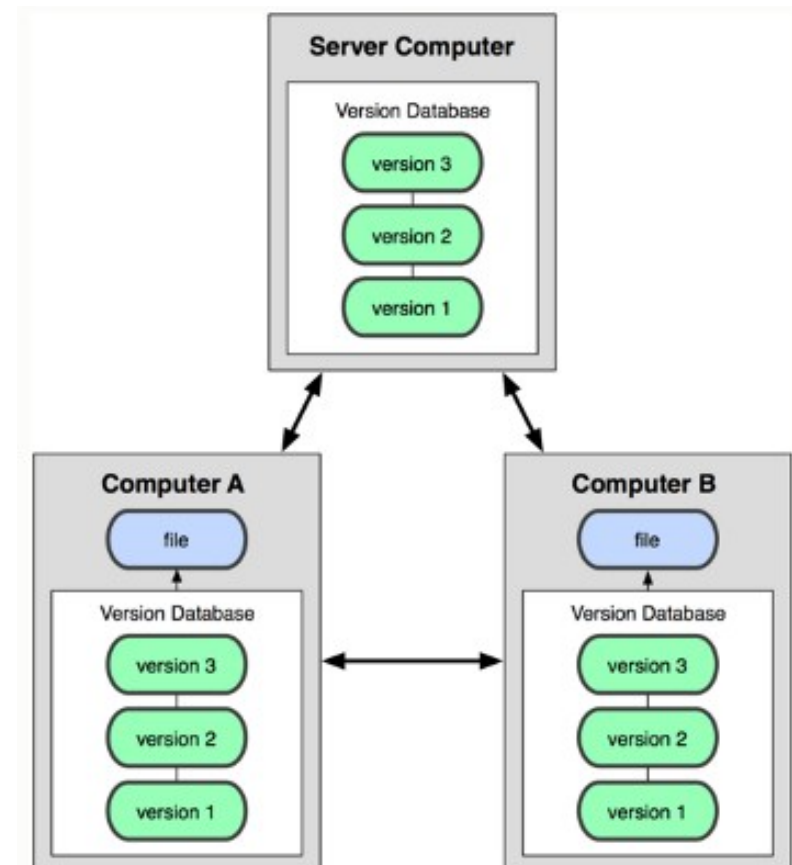 Server Computer
Version Database
version 3
version 2
version 1
Computer A
file
Version Database
version 3
version 2
version 1
Computer B
file
Version Database
version 3
version 2
version 1